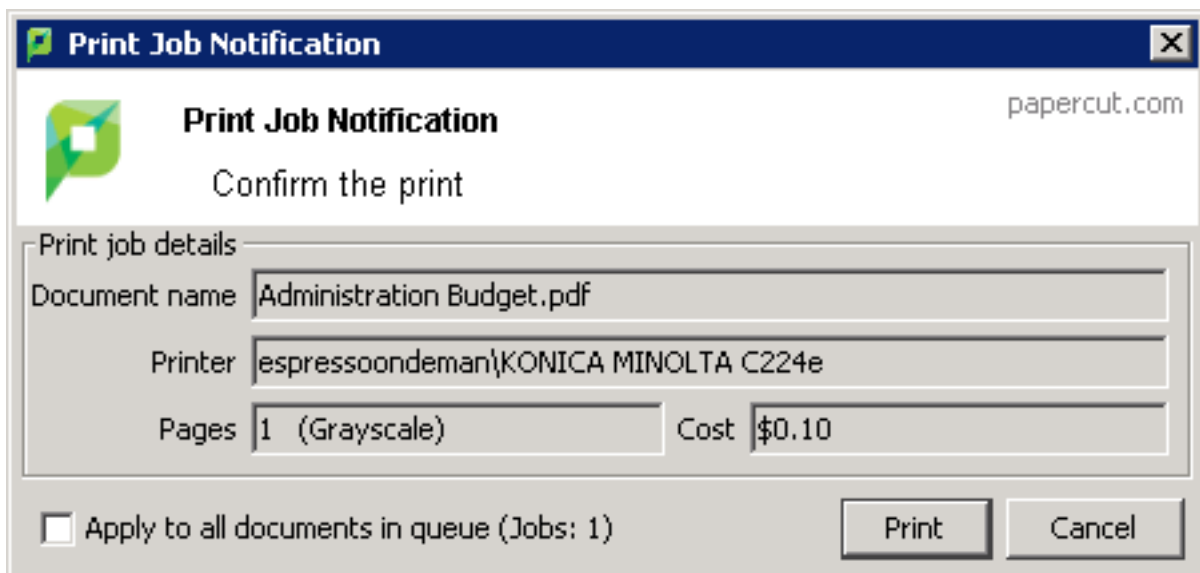 Print Job Notification
papercut.com
Print Job Notification
Confirm the print
Print job details
Document name Administration Budget.pdf
Printer espressoondeman\KONICA MINOLTA C224e
Pages 1 (Grayscale) Cost $0.10
Apply to all documents in queue (Jobs: 1) Print Cancel